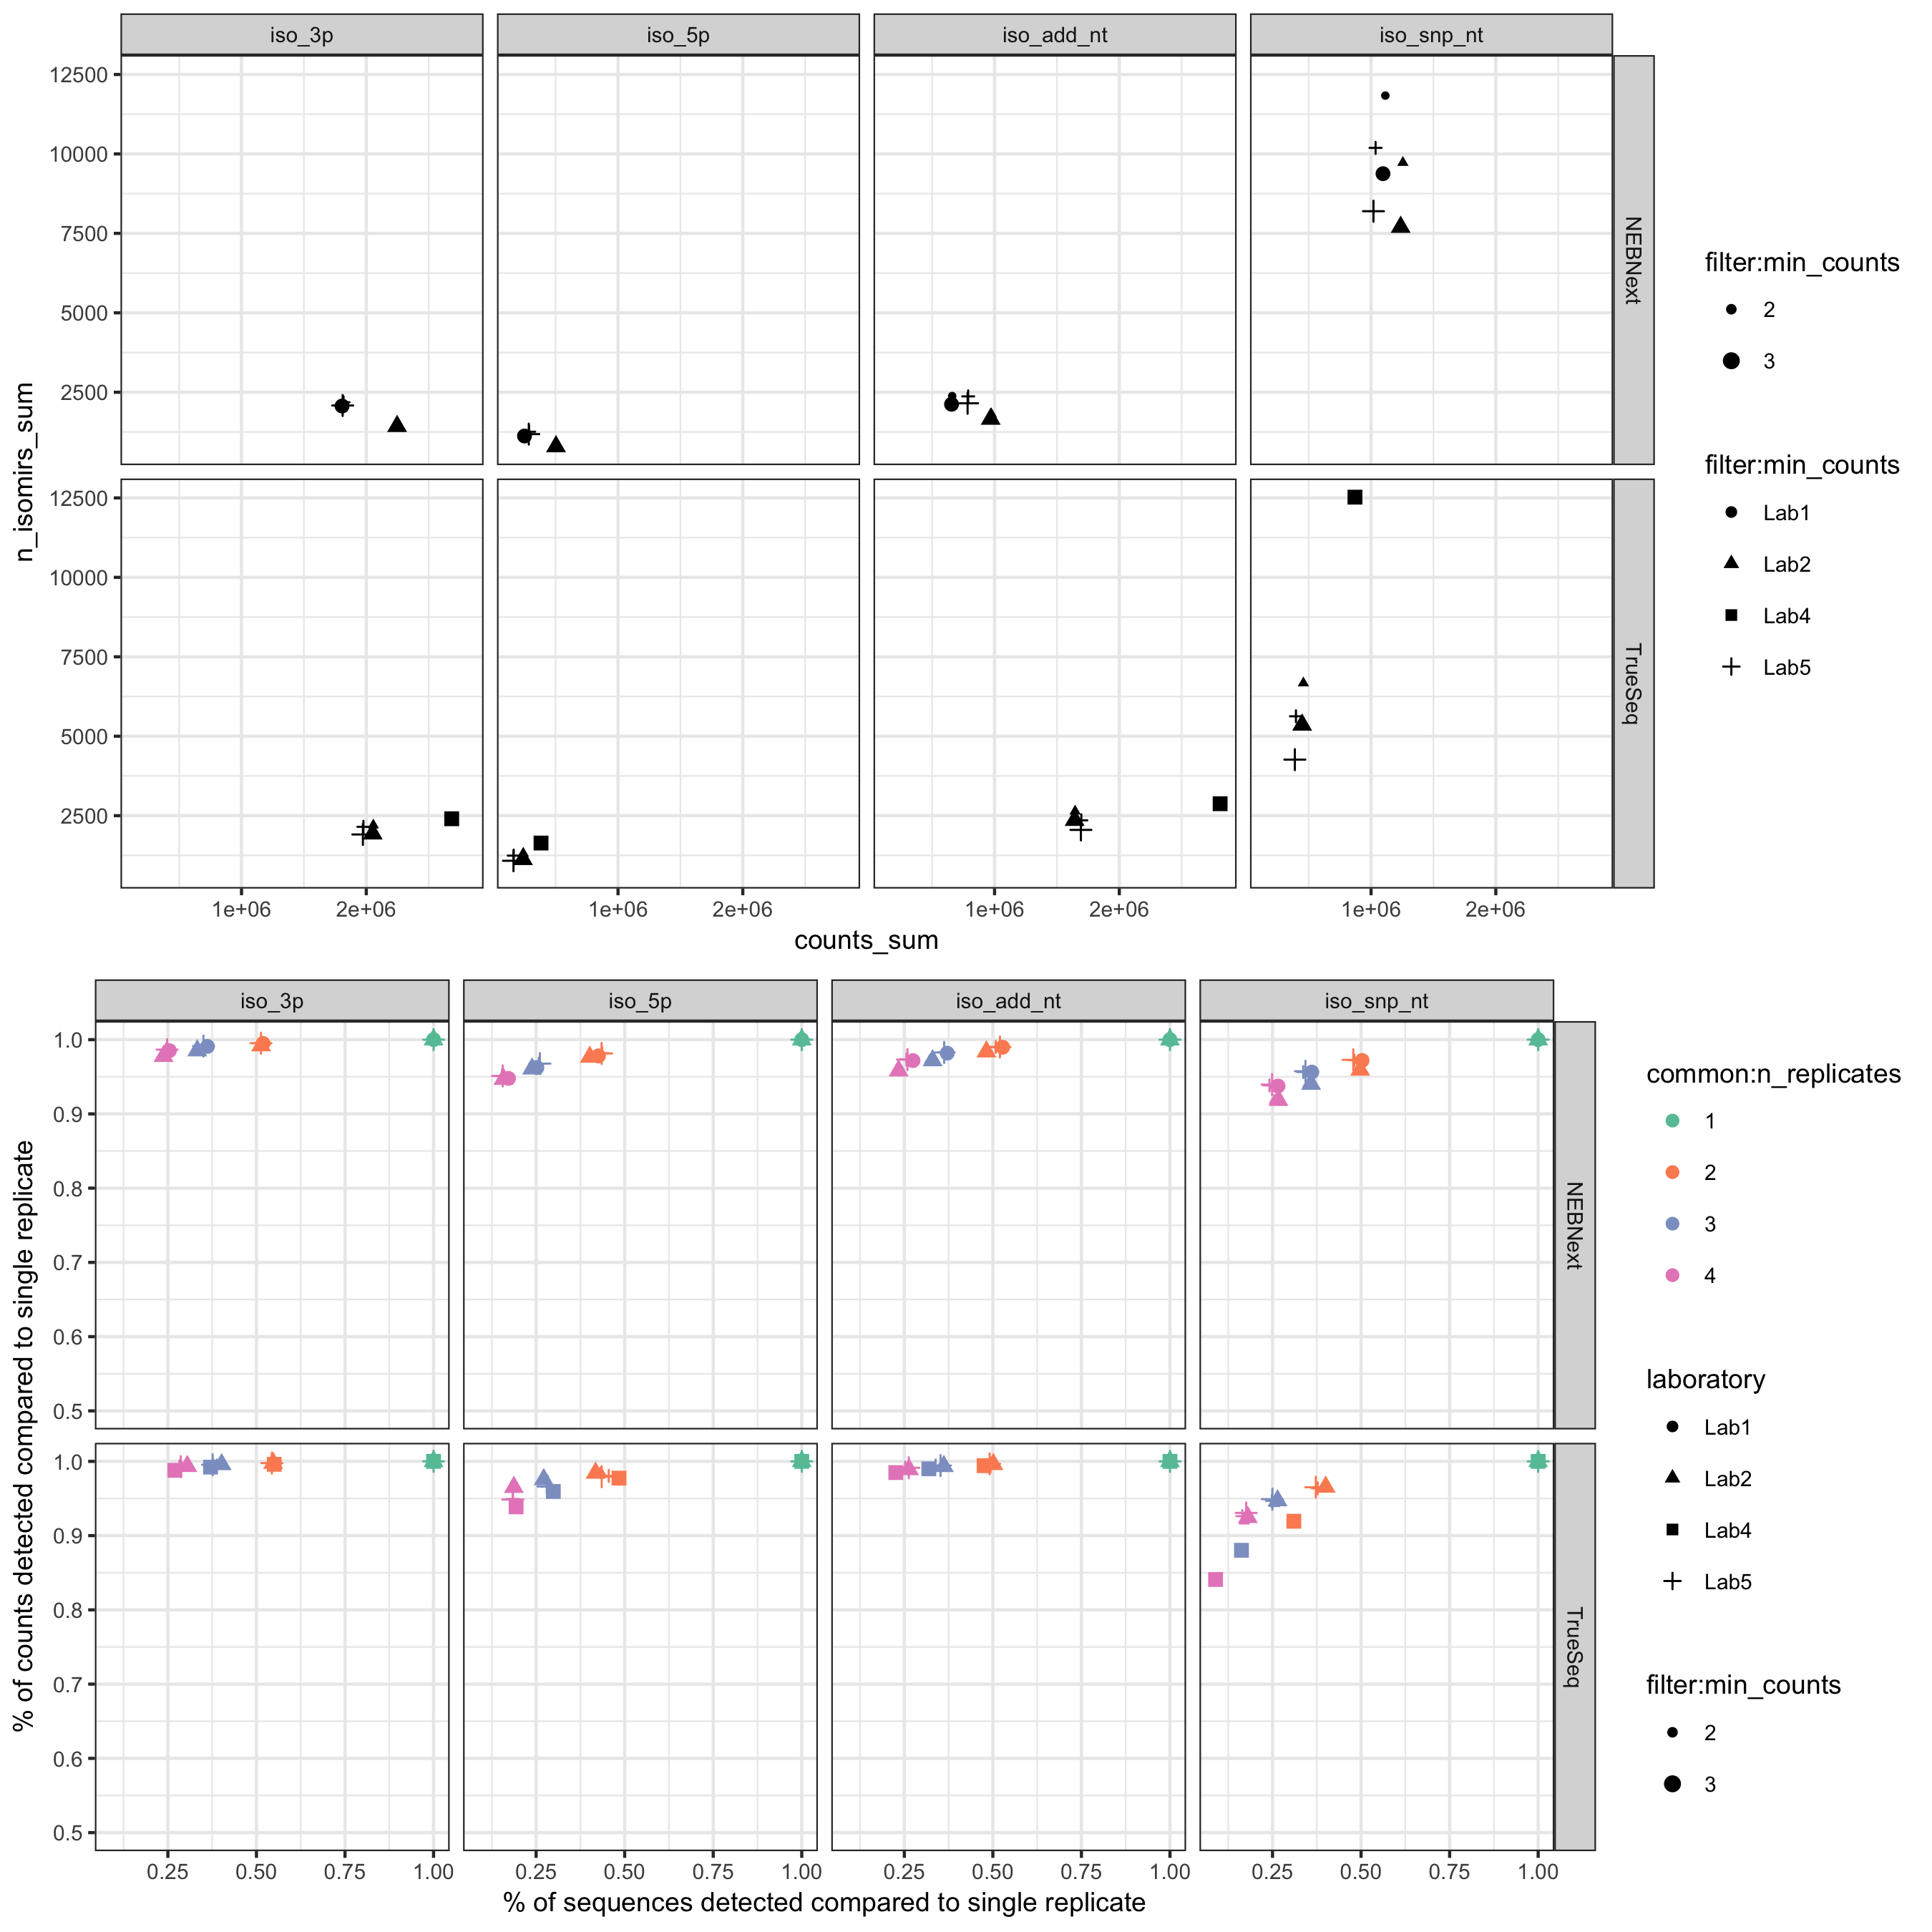 iso_3p iso_5p iso_add_nt iso_snp_nt
12500
10000
7500
5000
2500
NEBNext
12500
10000
7500
5000
2500
TrueSeq
n_isomirs_sum
1e+06 2e+06 1e+06 2e+06 1e+06 2e+06 1e+06 2e+06
counts_sum
filter:min_counts
2
3
filter:min_counts
Lab1
Lab2
Lab4
Lab5
iso_3p iso_5p iso_add_nt iso_snp_nt
1.0
0.9
0.8
0.7
0.6
0.5
NEBNext
1.0
0.9
0.8
0.7
0.6
0.5
TrueSeq
% of counts detected compared to single replicate
0.25 0.50 0.75 1.00 0.25 0.50 0.75 1.00 0.25 0.50 0.75 1.00 0.25 0.50 0.75 1.00
% of sequences detected compared to single replicate
common:n_replicates
1
2
3
4
laboratory
Lab1
Lab2
Lab4
Lab5
filter:min_counts
2
3